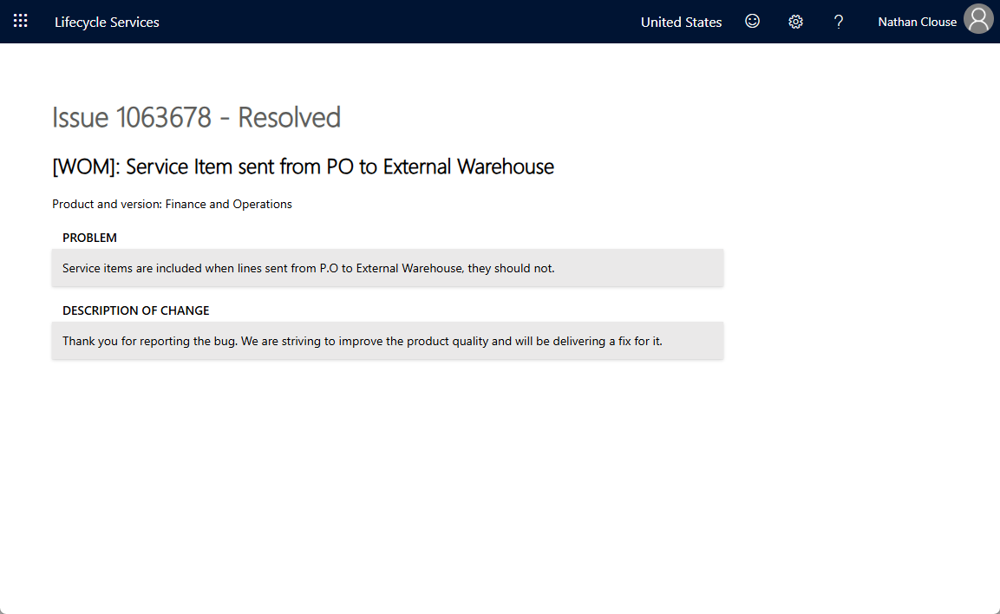 Lifecycle Services
United States
Nathan Clouse
Issue 1063678 - Resolved
[WOM]: Service Item sent from PO to External Warehouse
Product and version: Finance and Operations
PROBLEM
Service items are included when lines sent from P.O to External Warehouse, they should not.
DESCRIPTION OF CHANGE
Thank you for reporting the bug. We are striving to improve the product quality and will be delivering a fix for it.